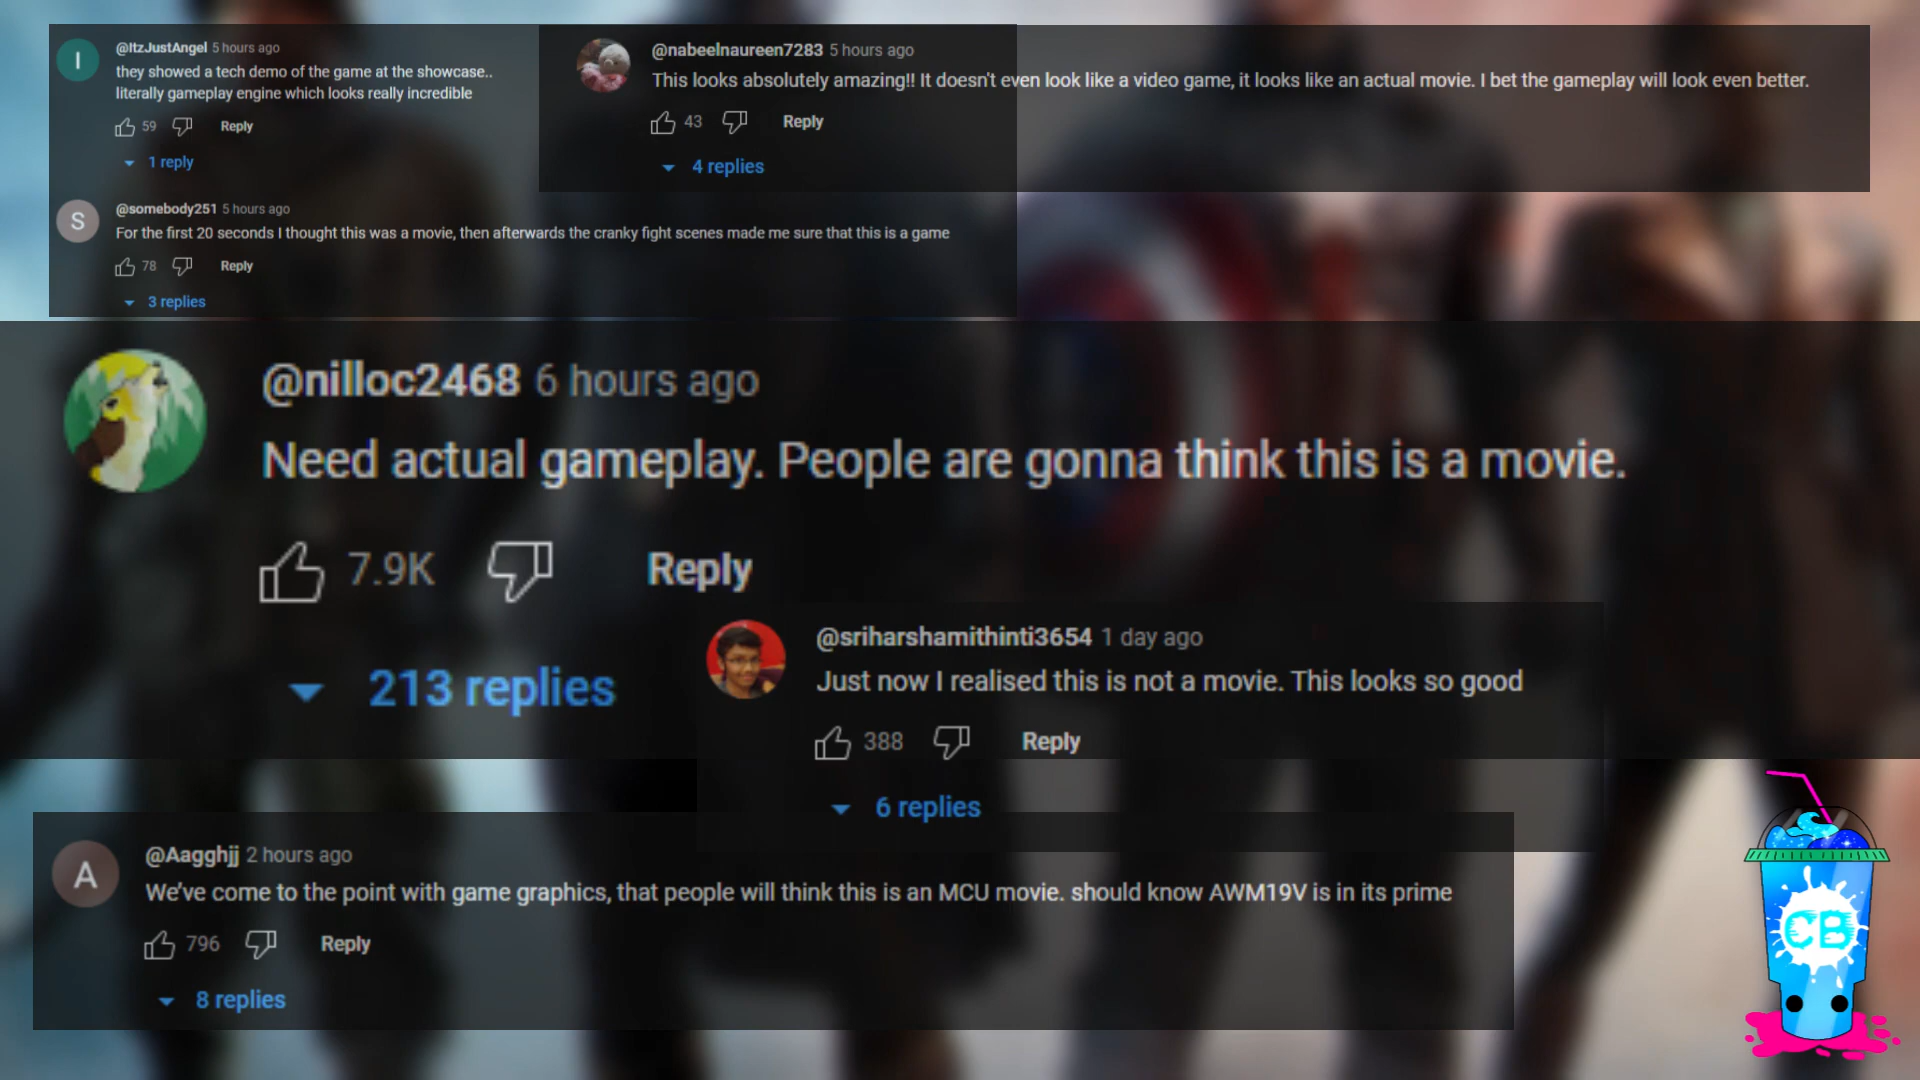 @ItzJustAngel 5 hours ago
they showed a tech demo of the game at the showcase..
literally gameplay engine which looks really incredible
59 Reply
1 reply
@nabeelnaureen7283 5 hours ago
This looks absolutely amazing!! It doesn't even look like a video game, it looks like an actual movie. I bet the gameplay will look even better.
43 Reply
4 replies
@somebody251 5 hours ago
For the first 20 seconds I thought this was a movie, then afterwards the cranky fight scenes made me sure that this is a game
78 Reply
3 replies
@nilloc2468 6 hours ago
Need actual gameplay. People are gonna think this is a movie.
7.9K Reply
213 replies
@sriharshamithinti3654 1 day ago
Just now I realised this is not a movie. This looks so good
388 Reply
6 replies
@Aagghjj 2 hours ago
We've come to the point with game graphics, that people will think this is an MCU movie. should know AWM19V is in its prime
796 Reply
8 replies
I
S
A
CB